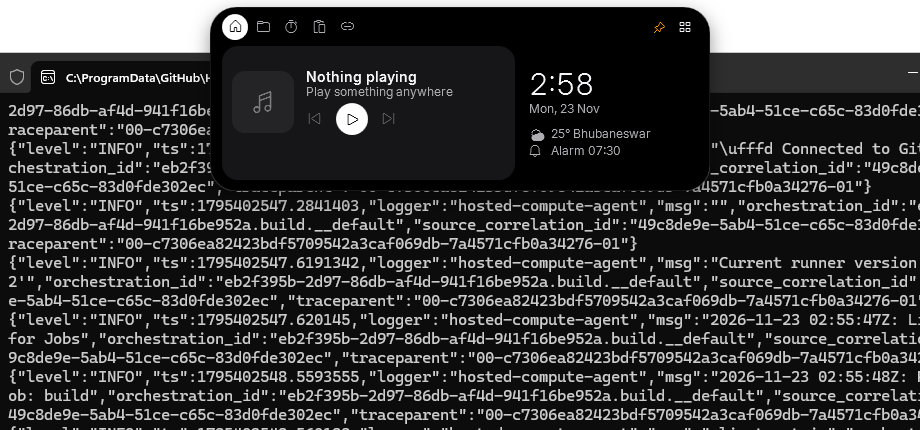 Nothing playing
Play something anywhere
2:58
Mon, 23 Nov
25° Bhubaneswar
Alarm 07:30
C:\ProgramData\GitHub\
2d97-86db-af4d-941f16be -5ab4-51ce-c65c-83d0fde
raceparent":"00-c7306ea
{"level":"INFO","ts":17 "\ufffd Connected to Git
chestration_id":"eb2f39 _correlation_id":"49c8de
51ce-c65c-83d0fde302ec" 4571cfb0a34276-01"}
{"level":"INFO","ts":1795402547.2841403,"logger":"hosted-compute-agent","msg":"","orchestration_id":"
2d97-86db-af4d-941f16be952a.build.__default","source_correlation_id":"49c8de9e-5ab4-51ce-c65c-83d0fde
raceparent":"00-c7306ea82423bdf5709542a3caf069db-7a4571cfb0a34276-01"}
{"level":"INFO","ts":1795402547.6191342,"logger":"hosted-compute-agent","msg":"Current runner version
2'","orchestration_id":"eb2f395b-2d97-86db-af4d-941f16be952a.build.__default","source_correlation_id"
e-5ab4-51ce-c65c-83d0fde302ec","traceparent":"00-c7306ea82423bdf5709542a3caf069db-7a4571cfb0a34276-01"
{"level":"INFO","ts":1795402547.620145,"logger":"hosted-compute-agent","msg":"2026-11-23 02:55:47Z: Li
for Jobs","orchestration_id":"eb2f395b-2d97-86db-af4d-941f16be952a.build.__default","source_correlatio
9c8de9e-5ab4-51ce-c65c-83d0fde302ec","traceparent":"00-c7306ea82423bdf5709542a3caf069db-7a4571cfb0a342
{"level":"INFO","ts":1795402548.5593555,"logger":"hosted-compute-agent","msg":"2026-11-23 02:55:48Z:
ob: build","orchestration_id":"eb2f395b-2d97-86db-af4d-941f16be952a.build.__default","source_correlati
49c8de9e-5ab4-51ce-c65c-83d0fde302ec","traceparent":"00-c7306ea82423bdf5709542a3caf069db-7a4571cfb0a34